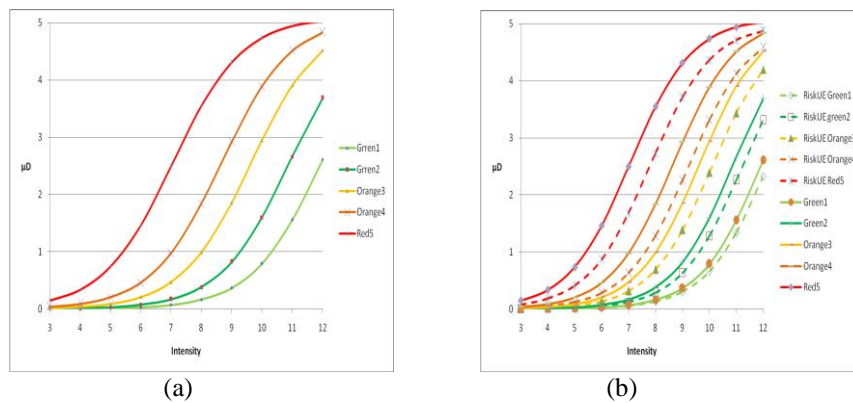 5
4
3
2
1
0
µD
3 4 5 6 7 8 9 10 11 12
Intensity
Grren1
Green2
Orange3
Orange4
Red5
(a)
5
4
3
2
1
0
µD
3 4 5 6 7 8 9 10 11 12
Intensity
RiskUE Green1
RiskUE green2
RiskUE Orange3
RiskUE Orange4
RiskUE Red5
Green1
Green2
Orange3
Orange4
Red5
(b)